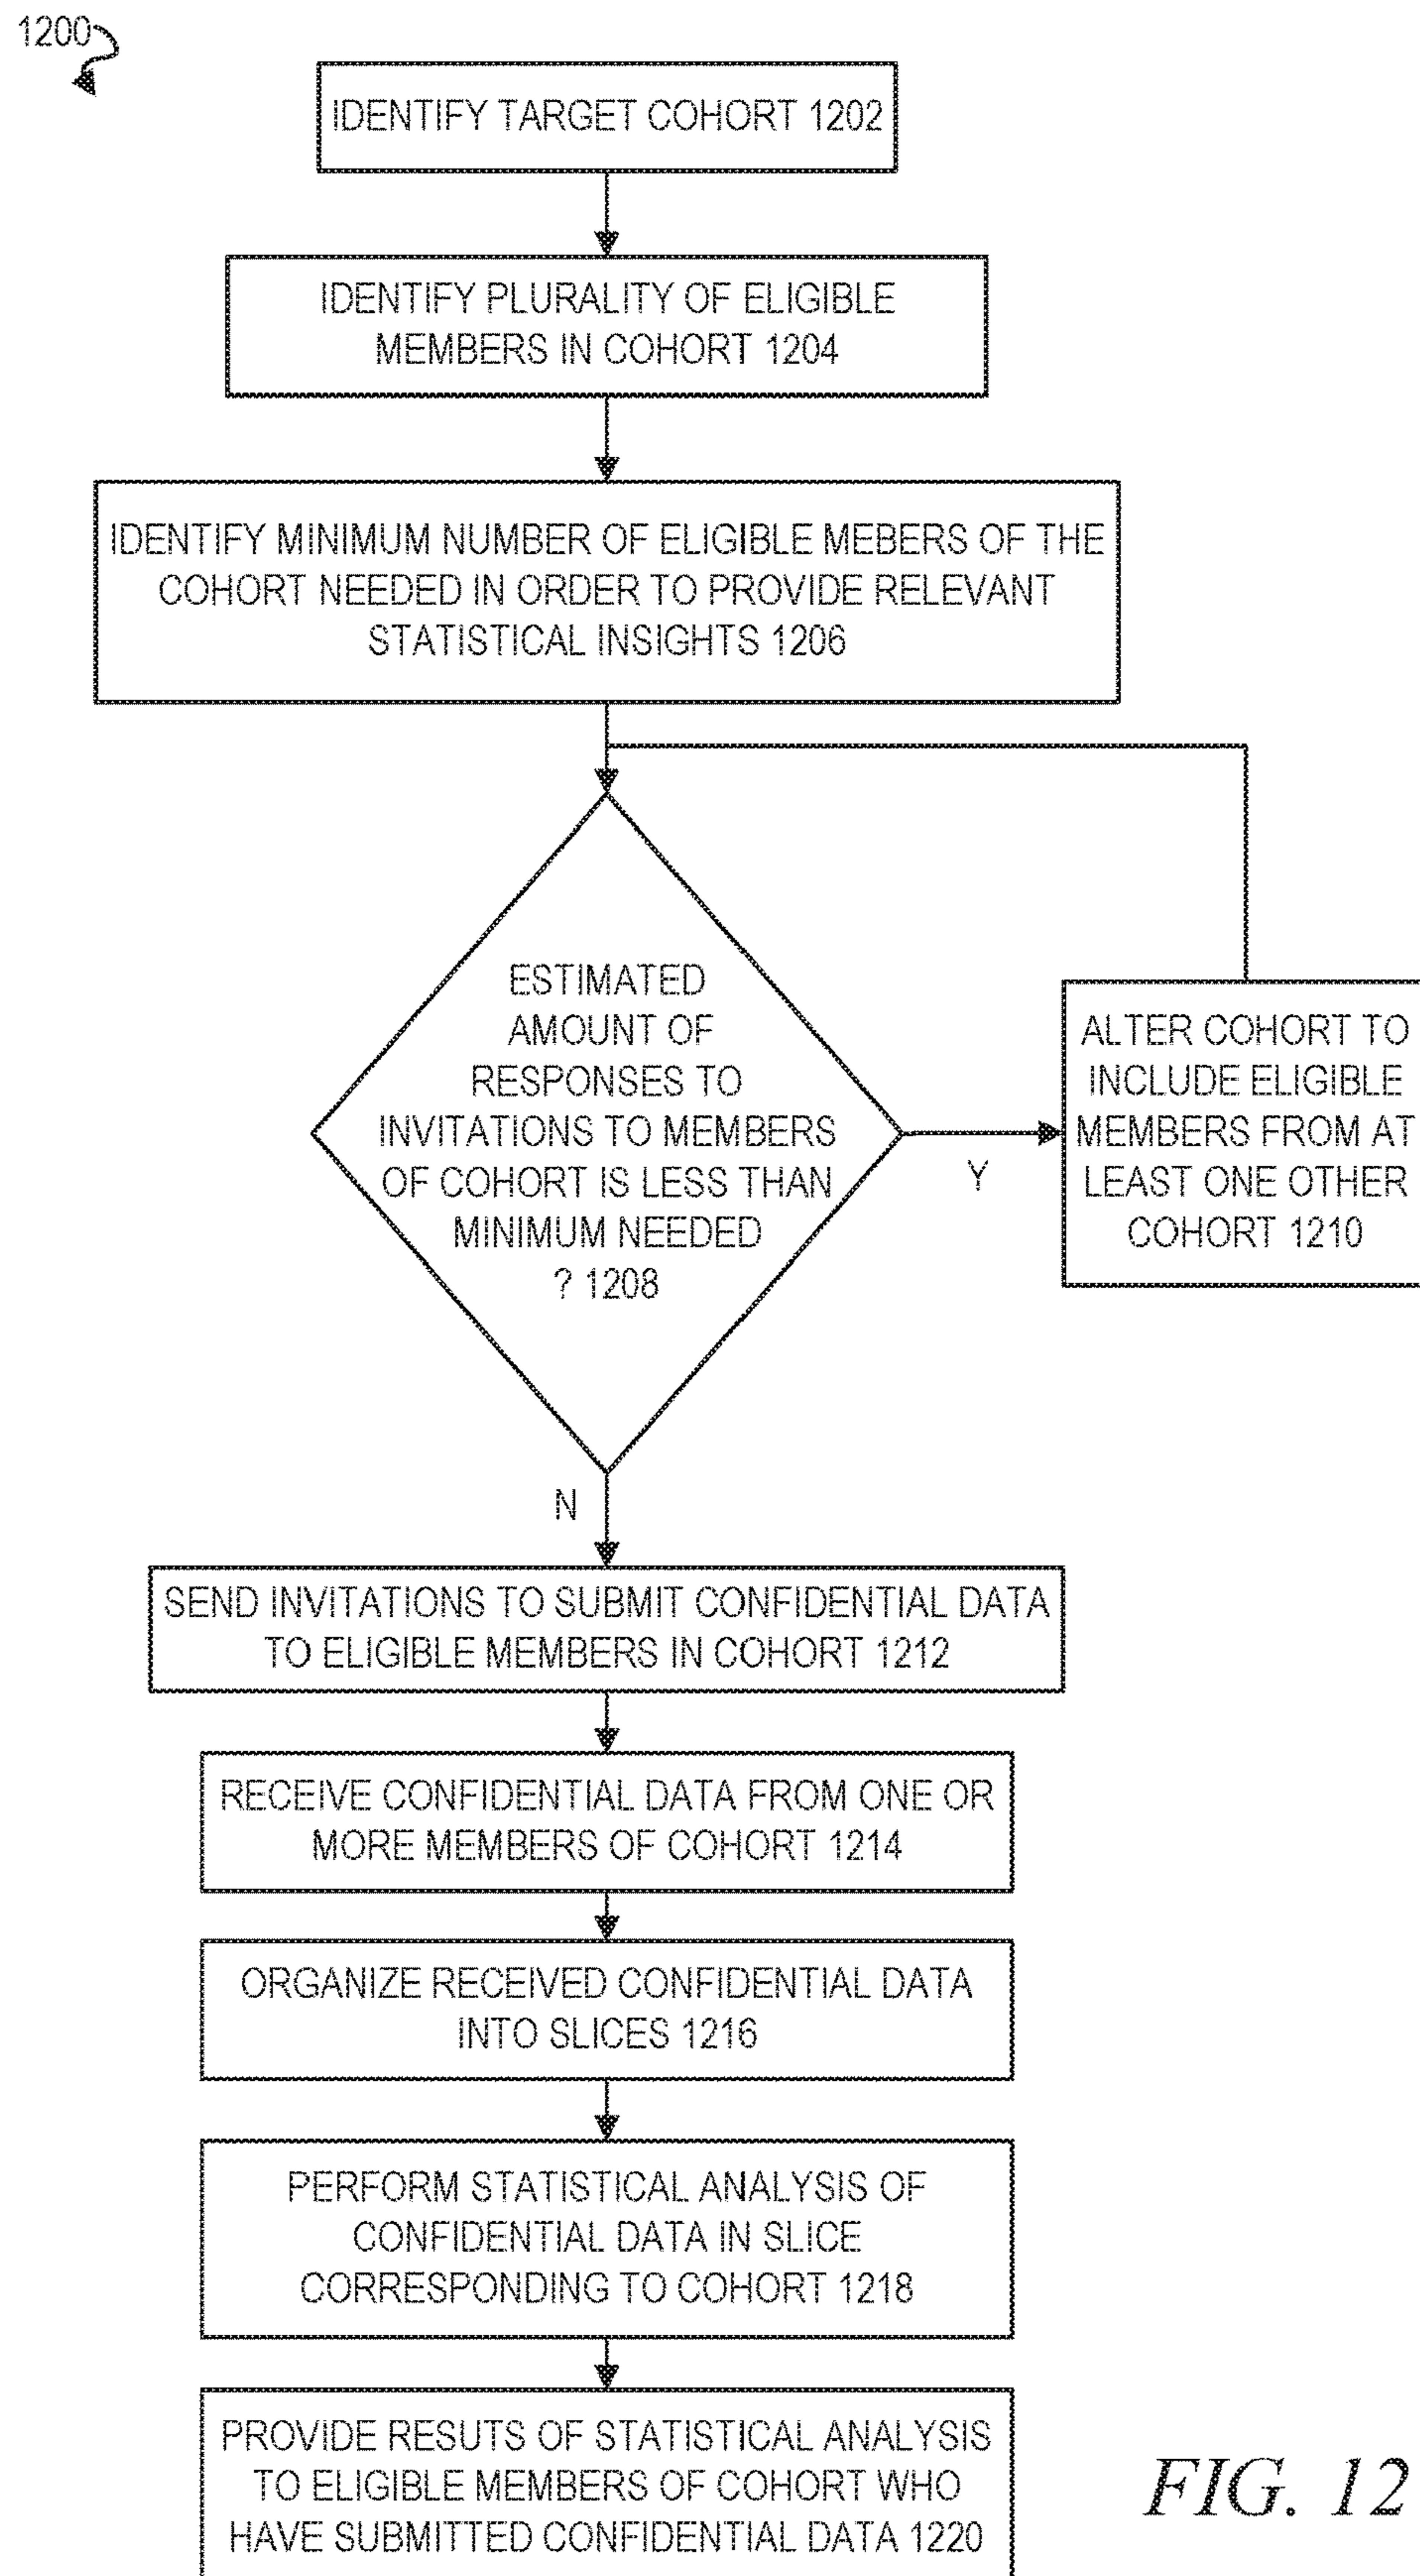 1200
IDENTIFY TARGET COHORT 1202
IDENTIFY PLURALITY OF ELIGIBLE
MEMBERS IN COHORT 1204
IDENTIFY MINIMUM NUMBER OF ELIGIBLE MEBERS OF THE
COHORT NEEDED IN ORDER TO PROVIDE RELEVANT
STATISTICAL INSIGHTS 1206
ESTIMATED
AMOUNT OF
RESPONSES TO
INVITATIONS TO MEMBERS
OF COHORT IS LESS THAN
MINIMUM NEEDED
? 1208
Y
ALTER COHORT TO
INCLUDE ELIGIBLE
MEMBERS FROM AT
LEAST ONE OTHER
COHORT 1210
N
SEND INVITATIONS TO SUBMIT CONFIDENTIAL DATA
TO ELIGIBLE MEMBERS IN COHORT 1212
RECEIVE CONFIDENTIAL DATA FROM ONE OR
MORE MEMBERS OF COHORT 1214
ORGANIZE RECEIVED CONFIDENTIAL DATA
INTO SLICES 1216
PERFORM STATISTICAL ANALYSIS OF
CONFIDENTIAL DATA IN SLICE
CORRESPONDING TO COHORT 1218
PROVIDE RESUTS OF STATISTICAL ANALYSIS
TO ELIGIBLE MEMBERS OF COHORT WHO
HAVE SUBMITTED CONFIDENTIAL DATA 1220
FIG. 12